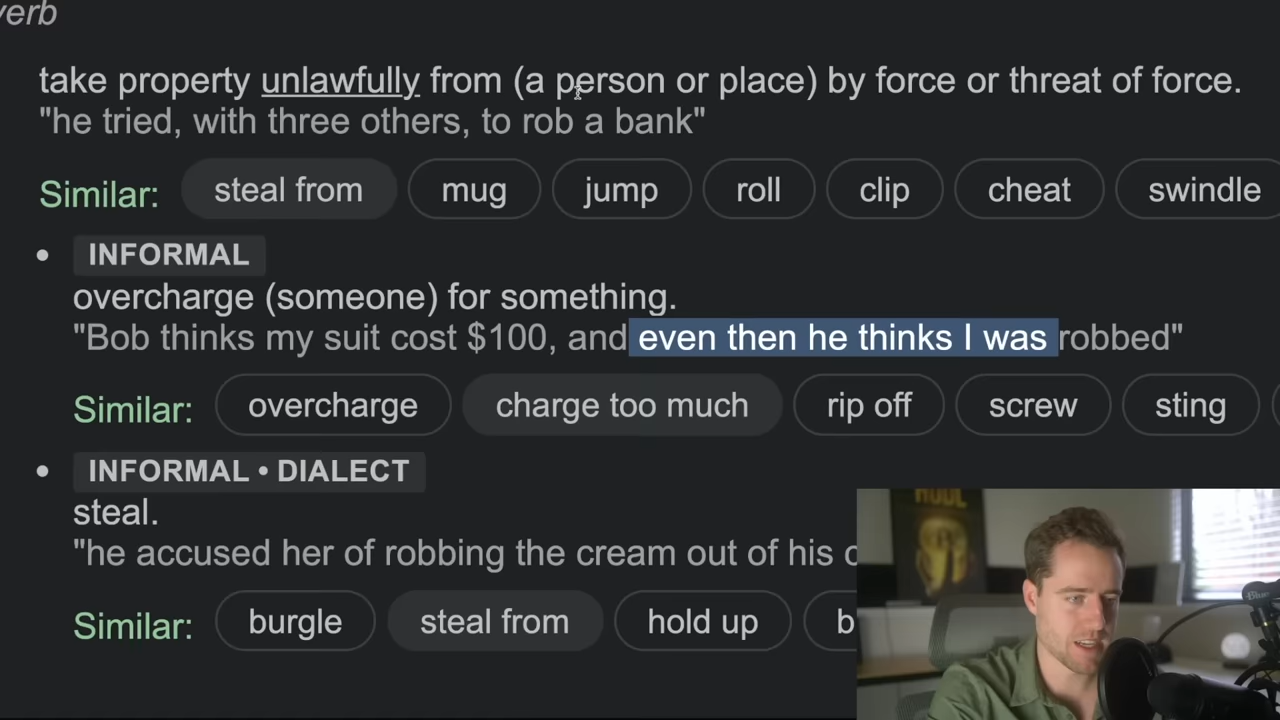 verb
take property unlawfully from (a person or place) by force or threat of force.
"he tried, with three others, to rob a bank"
Similar: steal from mug jump roll clip cheat swindle
• INFORMAL
overcharge (someone) for something.
"Bob thinks my suit cost $100, and even then he thinks I was robbed"
Similar: overcharge charge too much rip off screw sting
• INFORMAL • DIALECT
steal.
"he accused her of robbing the cream out of his
Similar: burgle steal from hold up b
HODL